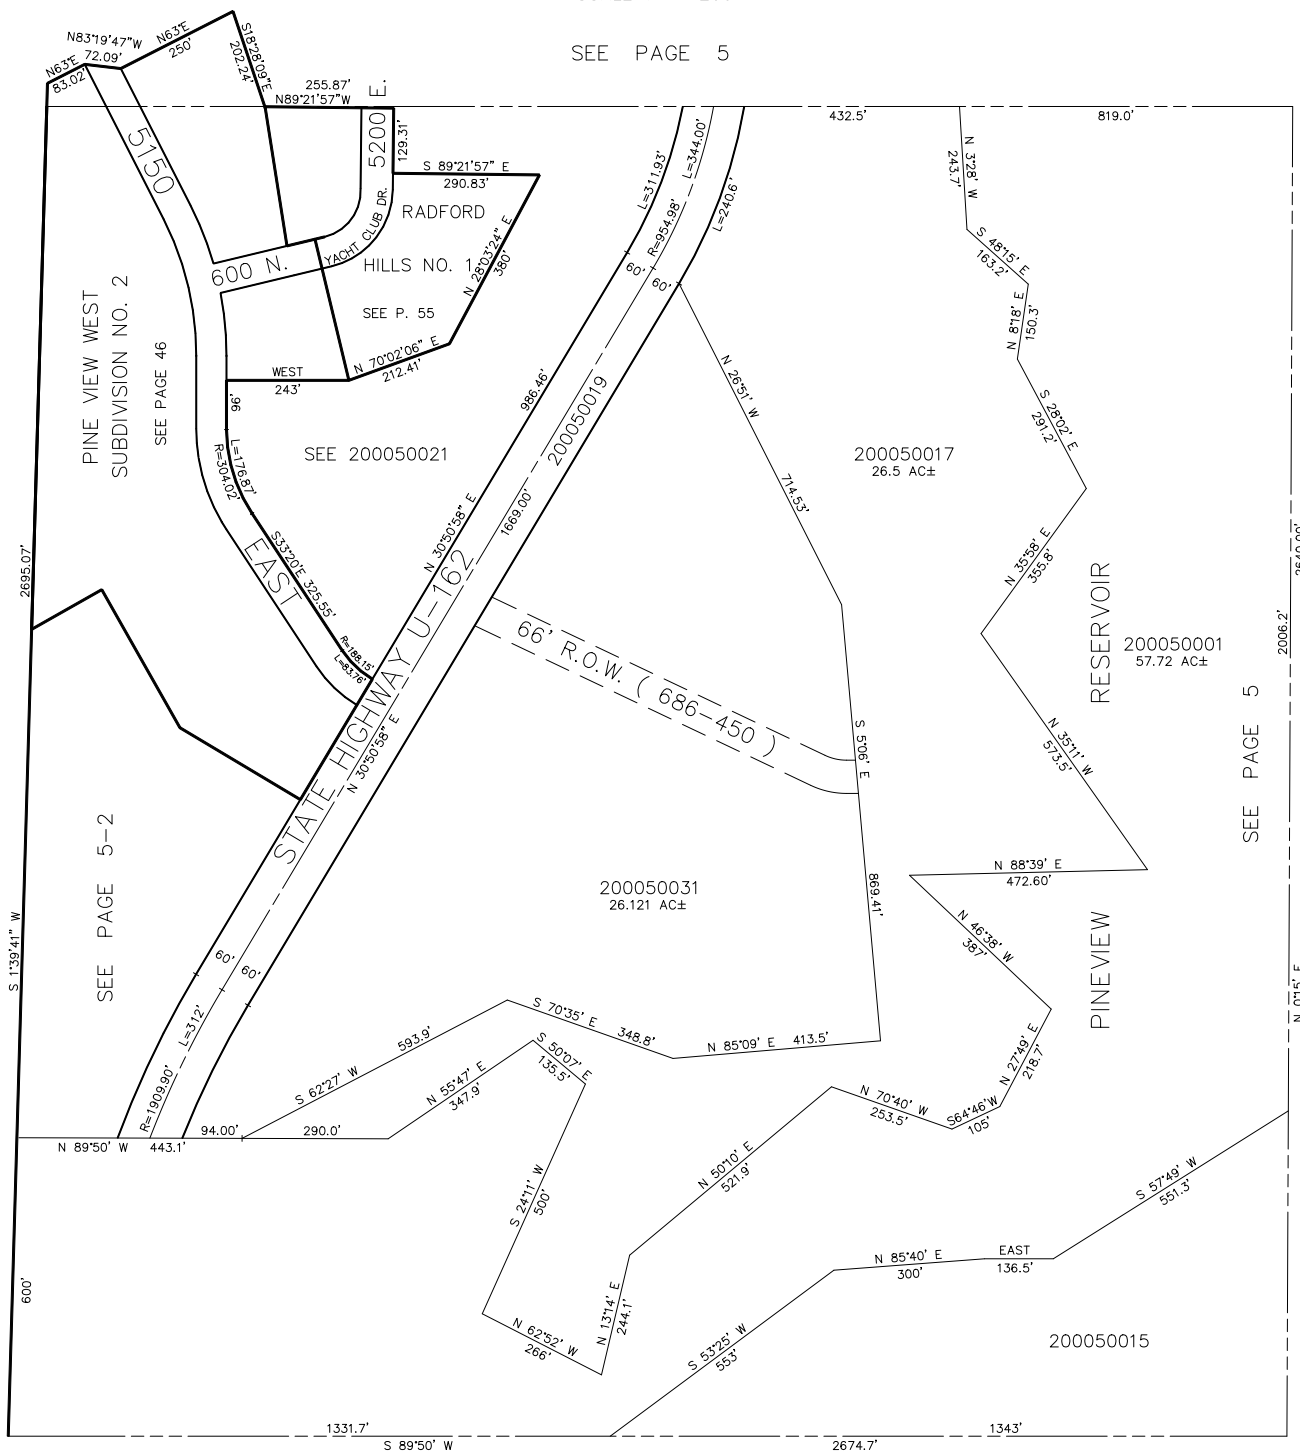 SEE PAGE 5
N83°19'47"W
72.09'
N63°E
250'
N63°E
83.02'
S18°28'09"E
202.24'
255.87'
N89°21'57"W
5200 E.
129.31'
S 89°21'57" E
290.83'
RADFORD
HILLS NO. 1
SEE P. 55
N 28°03'24" E
380'
N 70°02'06" E
212.41'
YACHT CLUB DR.
600 N.
5150
WEST
243'
96'
PINE VIEW WEST
SUBDIVISION NO. 2
SEE PAGE 46
L=176.87'
R=304.02'
S33°20'E 325.55'
EAST
R=188.15'
L=83.76'
SEE 200050021
L=311.93'
L=344.00'
R=954.98'
L=240.6'
60'
60'
986.46'
N 30°50'58" E
200050019
1669.00'
STATE HIGHWAY U-162
N 30°50'58" E
66' R.O.W. ( 686-450 )
432.5'
819.0'
N 3°28' W
243.7'
S 48°15' E
163.2'
N 8°18' E
150.3'
S 28°02' E
291.2'
N 35°58' E
355.8'
N 35°11' W
573.5'
N 88°39' E
472.60'
N 46°38' W
387'
N 27°49' E
218.7'
S64°46'W
105'
N 70°40' W
253.5'
N 50°10' E
521.9'
N 13°14' E
244.1'
N 62°52' W
266'
S 24°11' W
500'
S 50°07' E
135.5'
N 55°47' E
347.9'
290.0'
94.00'
N 26°51' W
714.53'
S 5°06' E
869.41'
200050017
26.5 AC±
RESERVOIR
PINEVIEW
200050001
57.72 AC±
SEE PAGE 5
2640.00'
2006.2'
N 0°15' E
200050031
26.121 AC±
S 62°27' W
593.9'
S 70°35' E
348.8'
N 85°09' E
413.5'
2695.07'
S 1°39'41" W
SEE PAGE 5-2
60'
60'
L=312'
R=1909.90'
N 89°50' W
443.1'
600'
S 57°49' W
551.3'
EAST
136.5'
N 85°40' E
300'
S 53°25' W
553'
200050015
1331.7'
1343'
S 89°50' W
2674.7'